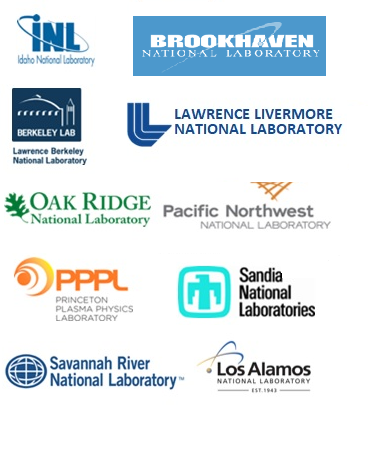 INL
Idaho National Laboratory
BROOKHAVEN
NATIONAL LABORATORY
BERKELEY LAB
Lawrence Berkeley
National Laboratory
LAWRENCE LIVERMORE
NATIONAL LABORATORY
OAK RIDGE
National Laboratory
Pacific Northwest
NATIONAL LABORATORY
PPPL
PRINCETON
PLASMA PHYSICS
LABORATORY
Sandia
National
Laboratories
Savannah River
National Laboratory™
Los Alamos
NATIONAL LABORATORY
EST. 1943